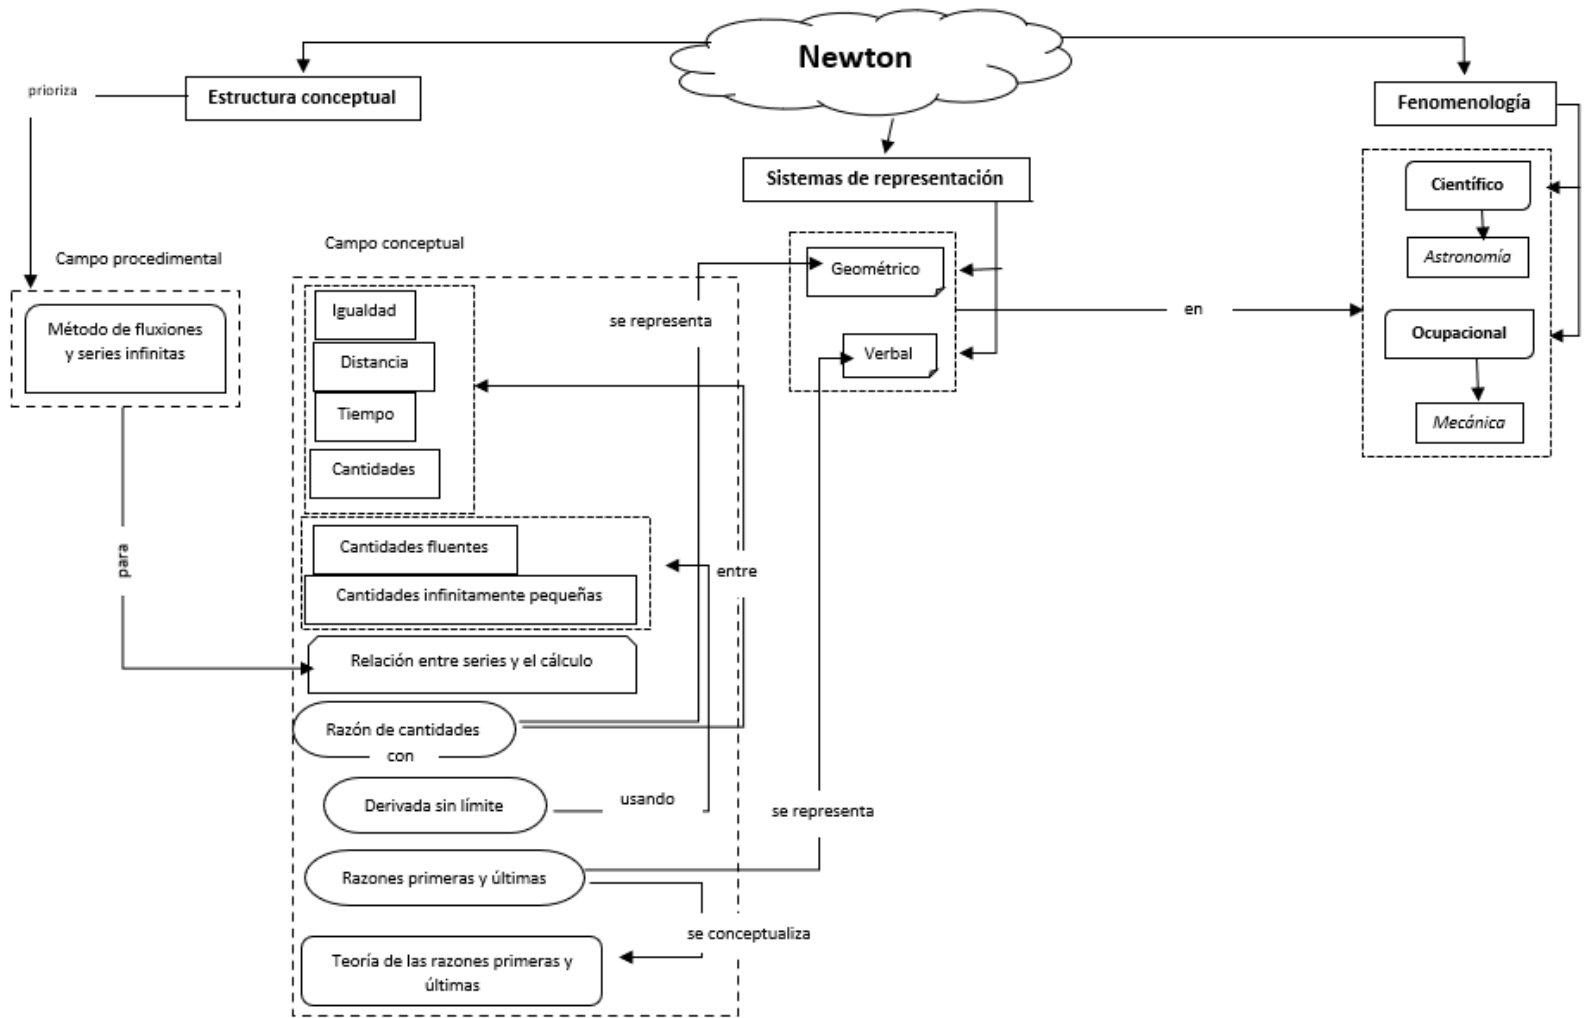 Newton
prioriza
Estructura conceptual
Fenomenología
Sistemas de representación
Científico
Astronomía
Ocupacional
Mecánica
Campo procedimental
Método de fluxiones
y series infinitas
para
Campo conceptual
Igualdad
Distancia
Tiempo
Cantidades
se representa
Geométrico
Verbal
en
Cantidades fluentes
Cantidades infinitamente pequeñas
entre
Relación entre series y el cálculo
Razón de cantidades
con
Derivada sin límite
usando
se representa
Razones primeras y últimas
se conceptualiza
Teoría de las razones primeras y
últimas